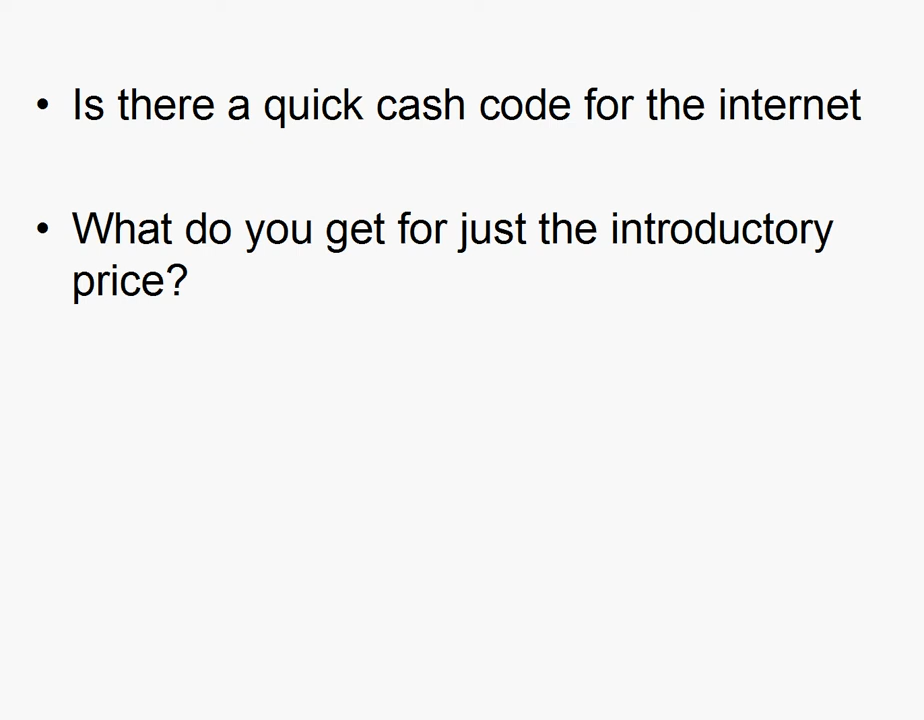 • Is there a quick cash code for the internet
• What do you get for just the introductory
price?